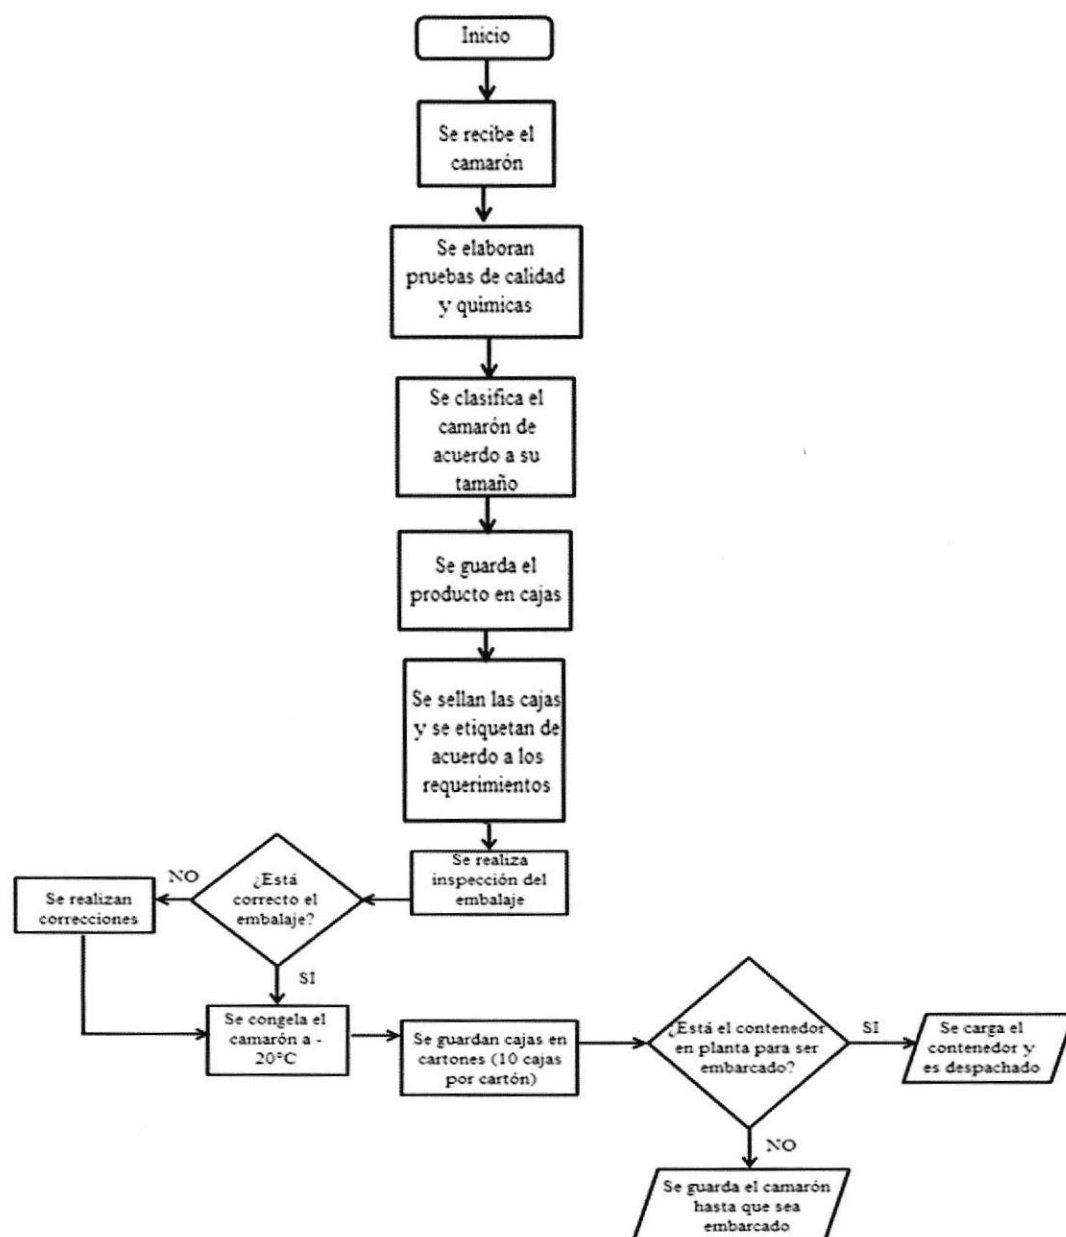 Inicio
Se recibe el
camarón
Se elaboran
pruebas de calidad
y químicas
Se clasifica el
camarón de
acuerdo a su
tamaño
Se guarda el
producto en cajas
Se sellan las cajas
y se etiquetan de
acuerdo a los
requerimientos
Se realiza
inspección del
embalaje
¿Está
correcto el
embalaje?
NO
Se realizan
correcciones
SI
Se congela el
camarón a -
20°C
Se guardan cajas en
cartones (10 cajas
por cartón)
¿Está el contenedor
en planta para ser
embarcado?
SI
Se carga el
contenedor y
es despachado
NO
Se guarda el camarón
hasta que sea
embarcado